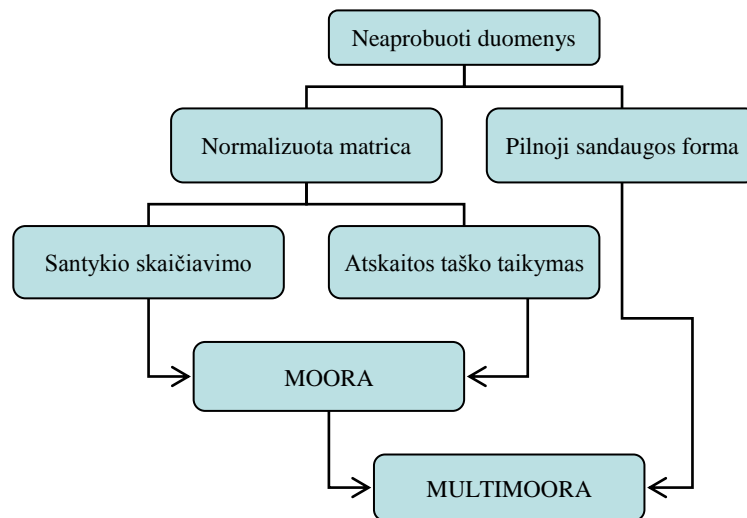 Neaprobuoti duomenys
Normalizuota matrica
Pilnoji sandaugos forma
Santykio skaičiavimo
Atskaitos taško taikymas
MOORA
MULTIMOORA